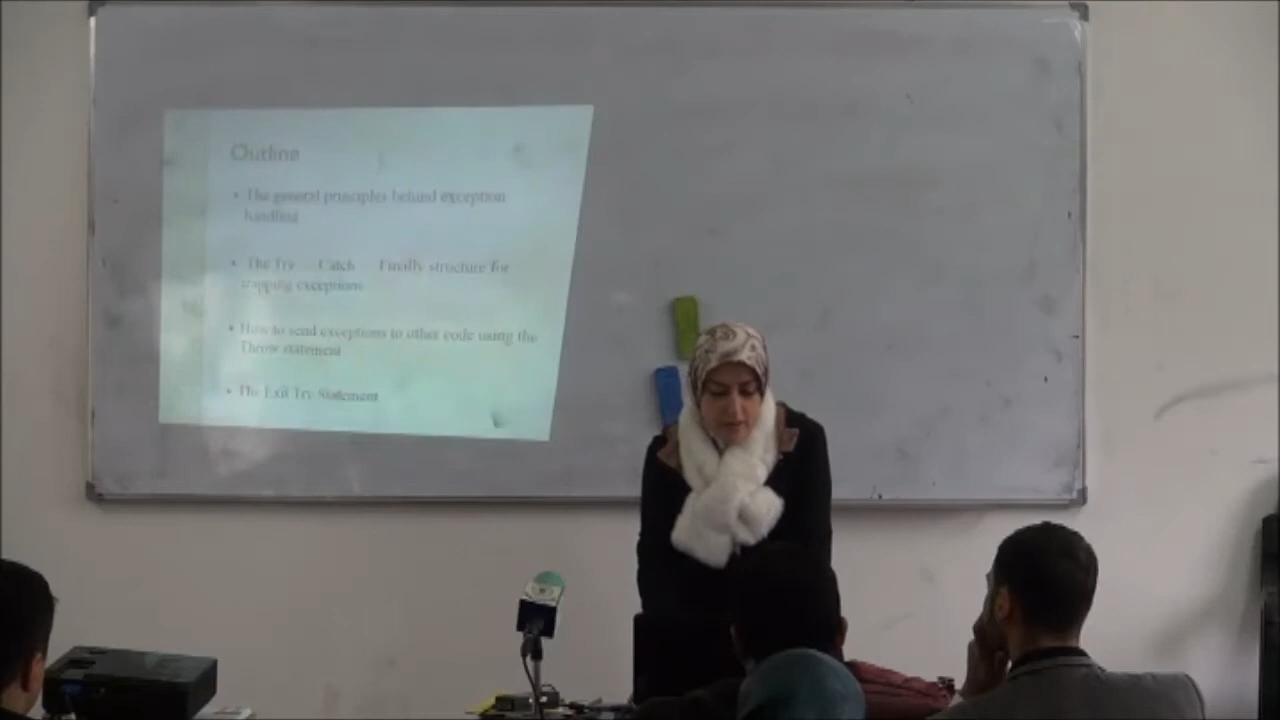 Outline
• The general principles behind exception
handling
• The Try ... Catch ... Finally structure for
trapping exceptions
• How to send exceptions to other code using the
Throw statement
• The Exit Try Statement